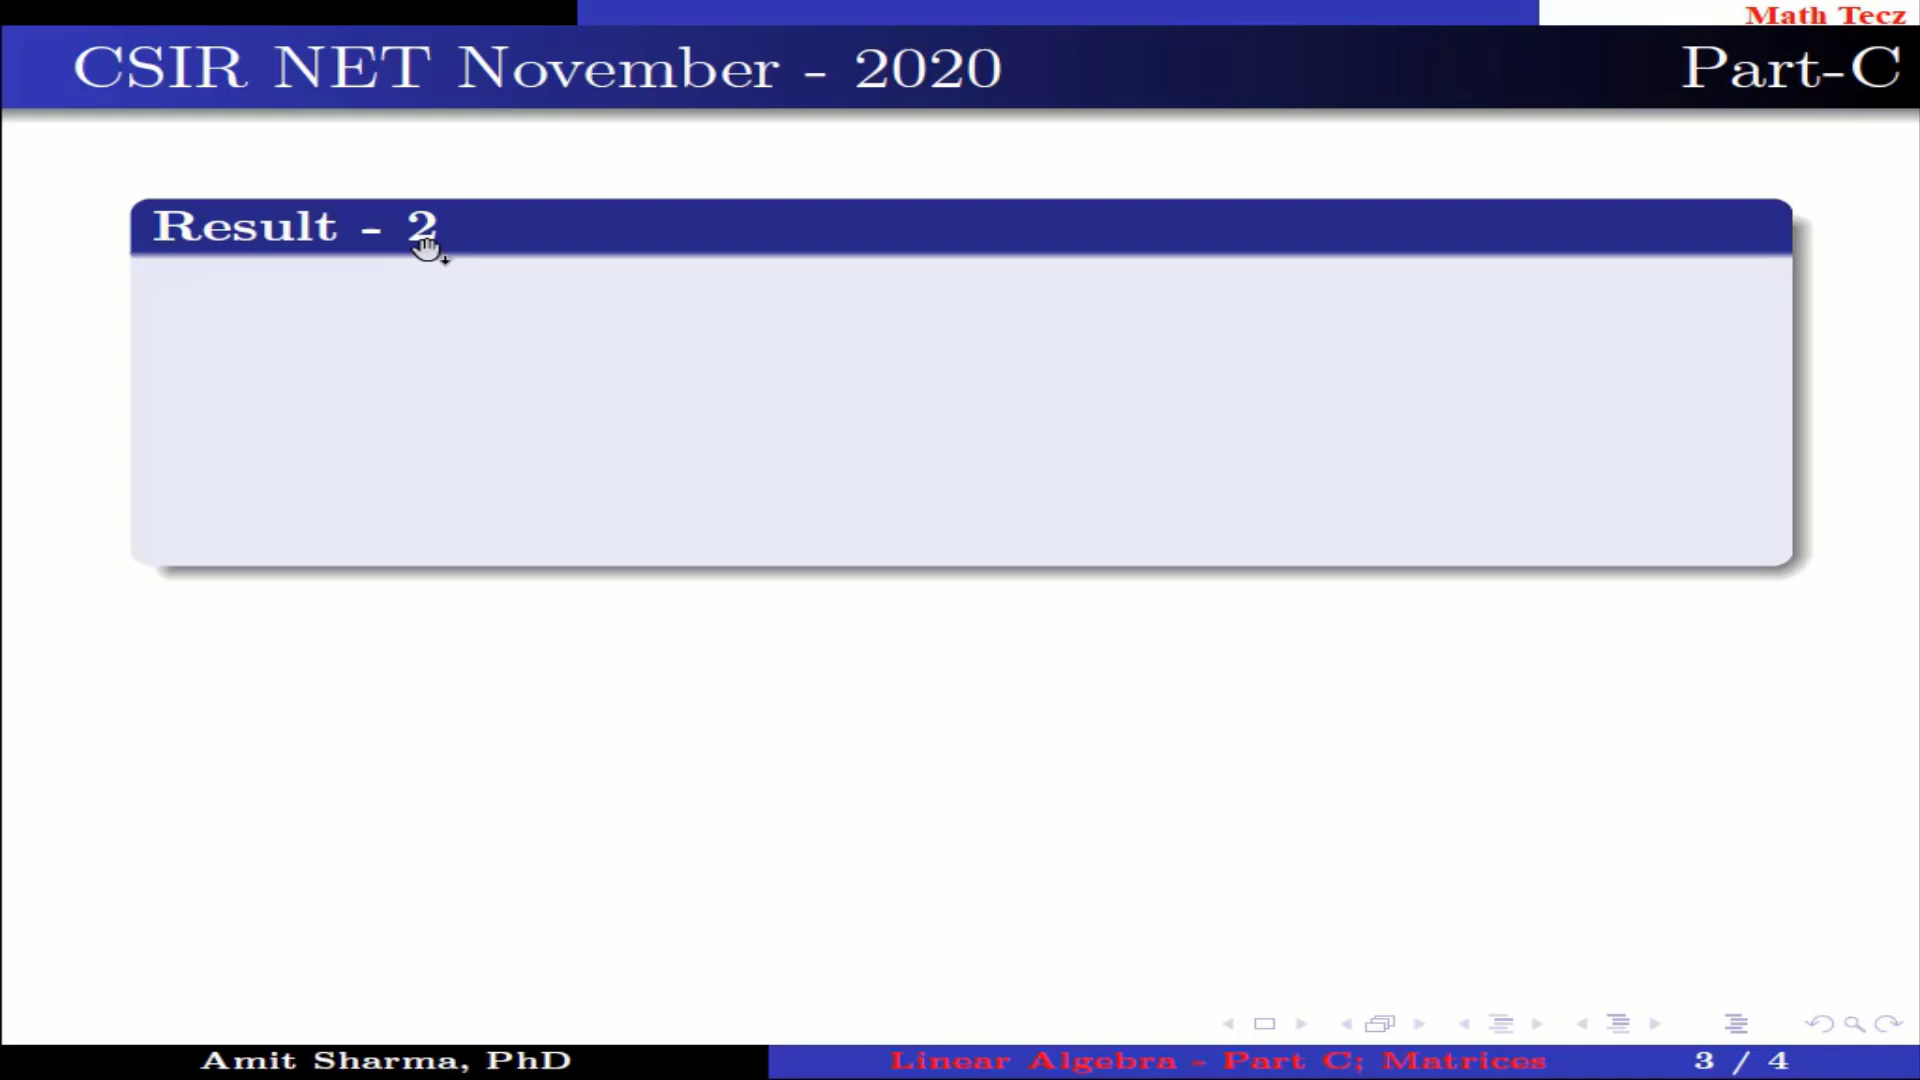 Math Tecz
CSIR NET November - 2020 Part-C
Result - 2
Amit Sharma, PhD Linear Algebra - Part C; Matrices 3 / 4